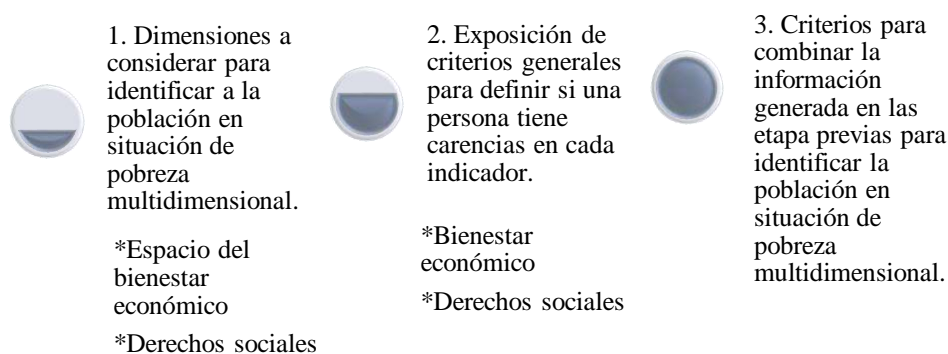 1. Dimensiones a
considerar para
identificar a la
población en
situación de
pobreza
multidimensional.
*Espacio del
bienestar
económico
*Derechos sociales
2. Exposición de
criterios generales
para definir si una
persona tiene
carencias en cada
indicador.
*Bienestar
económico
*Derechos sociales
3. Criterios para
combinar la
información
generada en las
etapa previas para
identificar la
población en
situación de
pobreza
multidimensional.